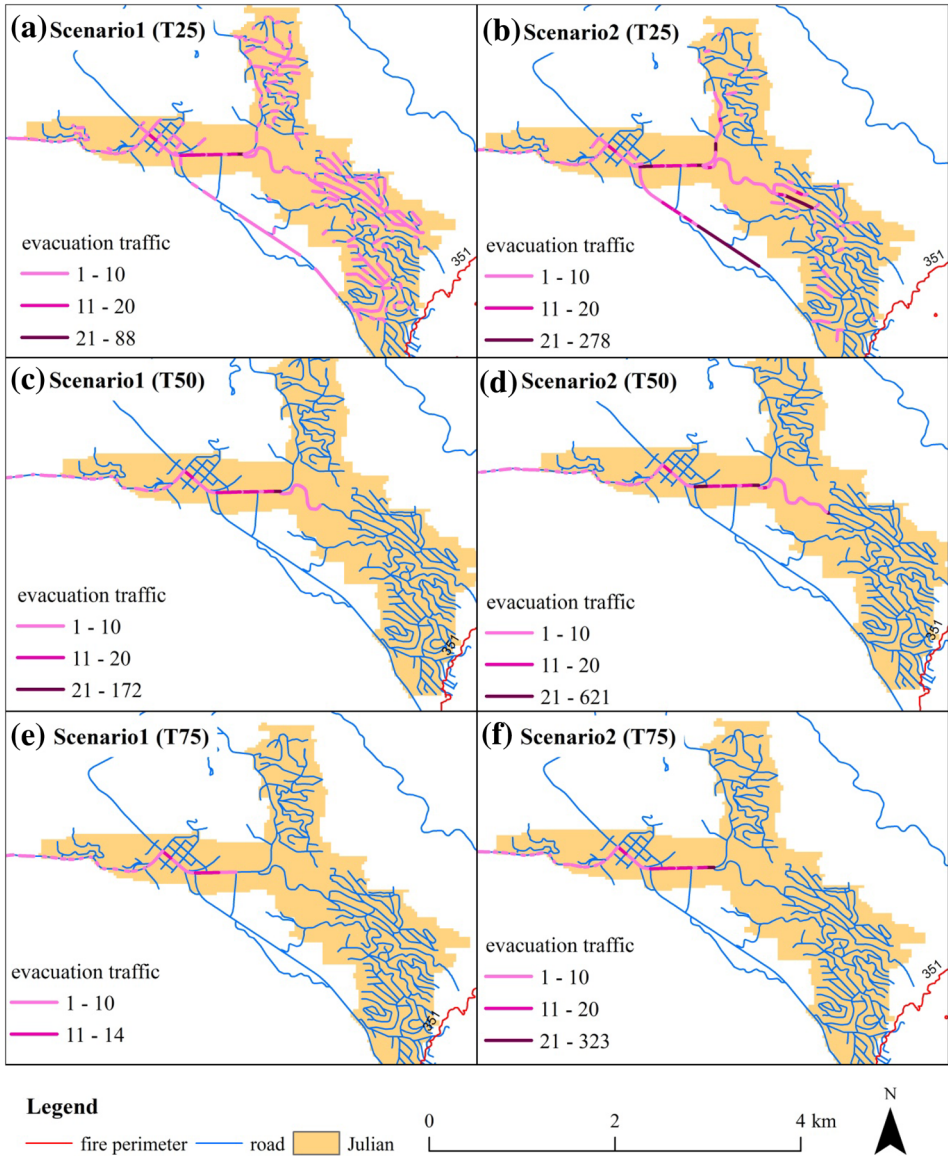 (a) Scenario1 (T25)
evacuation traffic
1 - 10
11 - 20
21 - 88
351
(b) Scenario2 (T25)
evacuation traffic
1 - 10
11 - 20
21 - 278
351
(c) Scenario1 (T50)
evacuation traffic
1 - 10
11 - 20
21 - 172
351
(d) Scenario2 (T50)
evacuation traffic
1 - 10
11 - 20
21 - 621
351
(e) Scenario1 (T75)
evacuation traffic
1 - 10
11 - 14
351
(f) Scenario2 (T75)
evacuation traffic
1 - 10
11 - 20
21 - 323
351
Legend
fire perimeter road Julian
0 2 4 km
N